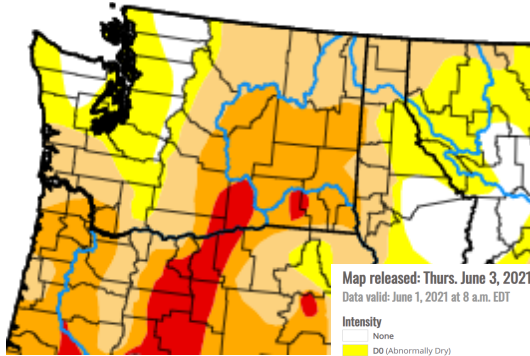 Map released: Thurs. June 3, 2021
Data valid: June 1, 2021 at 8 a.m. EDT
Intensity
None
D0 (Abnormally Dry)